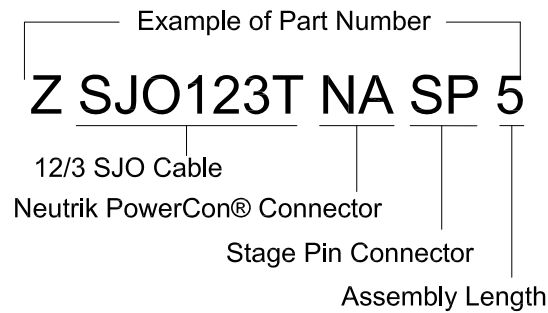 Example of Part Number
Z SJO123T NA SP 5
12/3 SJO Cable
Neutrik PowerCon® Connector
Stage Pin Connector
Assembly Length